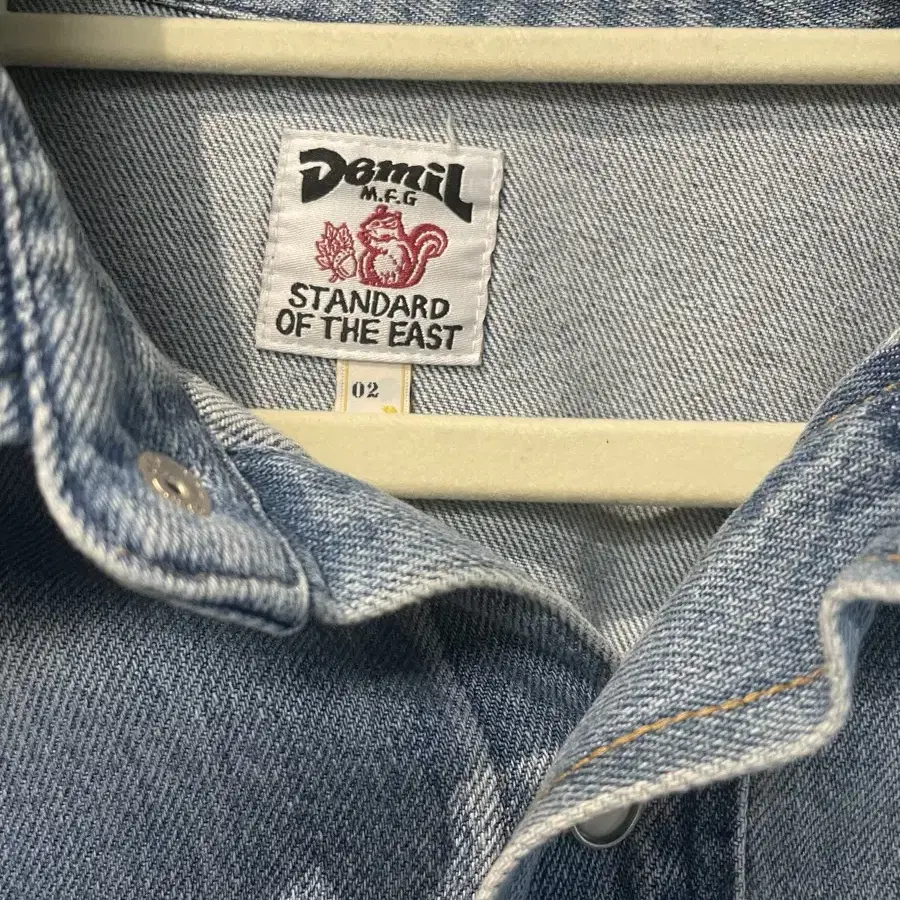 Demil
M.F.G
STANDARD
OF THE EAST
02